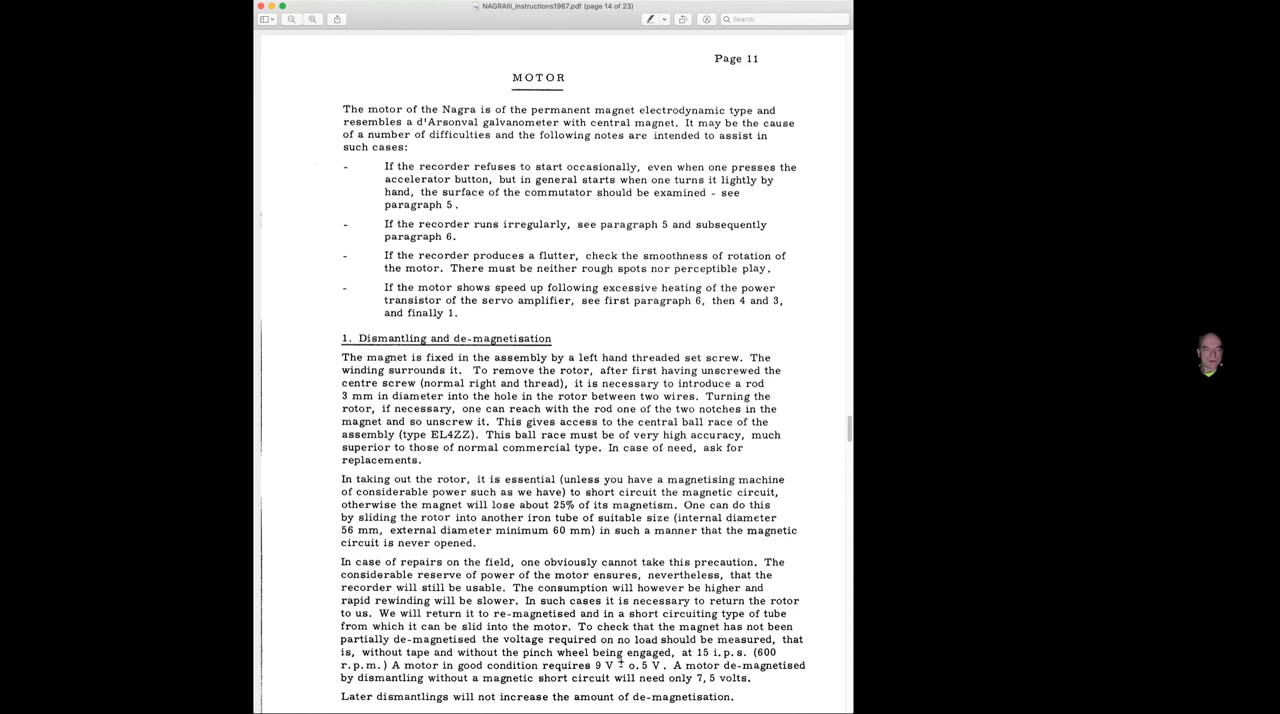 NAGRAIII_instructions1967.pdf (page 14 of 23)
Search
Page 11
MOTOR
The motor of the Nagra is of the permanent magnet electrodynamic type and
resembles a d'Arsonval galvanometer with central magnet. It may be the cause
of a number of difficulties and the following notes are intended to assist in
such cases:
- If the recorder refuses to start occasionally, even when one presses the
accelerator button, but in general starts when one turns it lightly by
hand, the surface of the commutator should be examined - see
paragraph 5.
- If the recorder runs irregularly, see paragraph 5 and subsequently
paragraph 6.
- If the recorder produces a flutter, check the smoothness of rotation of
the motor. There must be neither rough spots nor perceptible play.
- If the motor shows speed up following excessive heating of the power
transistor of the servo amplifier, see first paragraph 6, then 4 and 3,
and finally 1.
1. Dismantling and de-magnetisation
The magnet is fixed in the assembly by a left hand threaded set screw. The
winding surrounds it. To remove the rotor, after first having unscrewed the
centre screw (normal right and thread), it is necessary to introduce a rod
3 mm in diameter into the hole in the rotor between two wires. Turning the
rotor, if necessary, one can reach with the rod one of the two notches in the
magnet and so unscrew it. This gives access to the central ball race of the
assembly (type EL4ZZ). This ball race must be of very high accuracy, much
superior to those of normal commercial type. In case of need, ask for
replacements.
In taking out the rotor, it is essential (unless you have a magnetising machine
of considerable power such as we have) to short circuit the magnetic circuit,
otherwise the magnet will lose about 25% of its magnetism. One can do this
by sliding the rotor into another iron tube of suitable size (internal diameter
56 mm, external diameter minimum 60 mm) in such a manner that the magnetic
circuit is never opened.
In case of repairs on the field, one obviously cannot take this precaution. The
considerable reserve of power of the motor ensures, nevertheless, that the
recorder will still be usable. The consumption will however be higher and
rapid rewinding will be slower. In such cases it is necessary to return the rotor
to us. We will return it to re-magnetised and in a short circuiting type of tube
from which it can be slid into the motor. To check that the magnet has not been
partially de-magnetised the voltage required on no load should be measured, that
is, without tape and without the pinch wheel being engaged, at 15 i.p.s. (600
r.p.m.) A motor in good condition requires 9 V ± o.5 V. A motor de-magnetised
by dismantling without a magnetic short circuit will need only 7,5 volts.
Later dismantlings will not increase the amount of de-magnetisation.